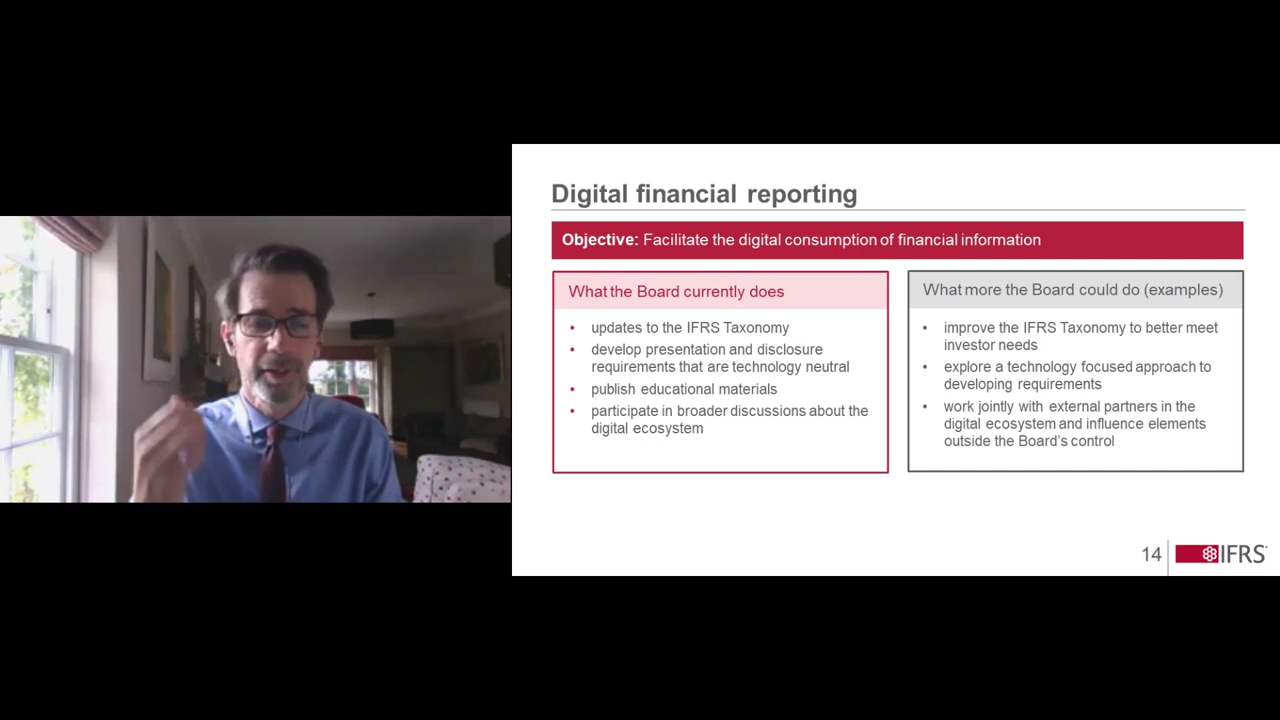 Digital financial reporting
Objective: Facilitate the digital consumption of financial information
What the Board currently does
• updates to the IFRS Taxonomy
• develop presentation and disclosure
requirements that are technology neutral
• publish educational materials
• participate in broader discussions about the
digital ecosystem
What more the Board could do (examples)
• improve the IFRS Taxonomy to better meet
investor needs
• explore a technology focused approach to
developing requirements
• work jointly with external partners in the
digital ecosystem and influence elements
outside the Board's control
14
IFRS